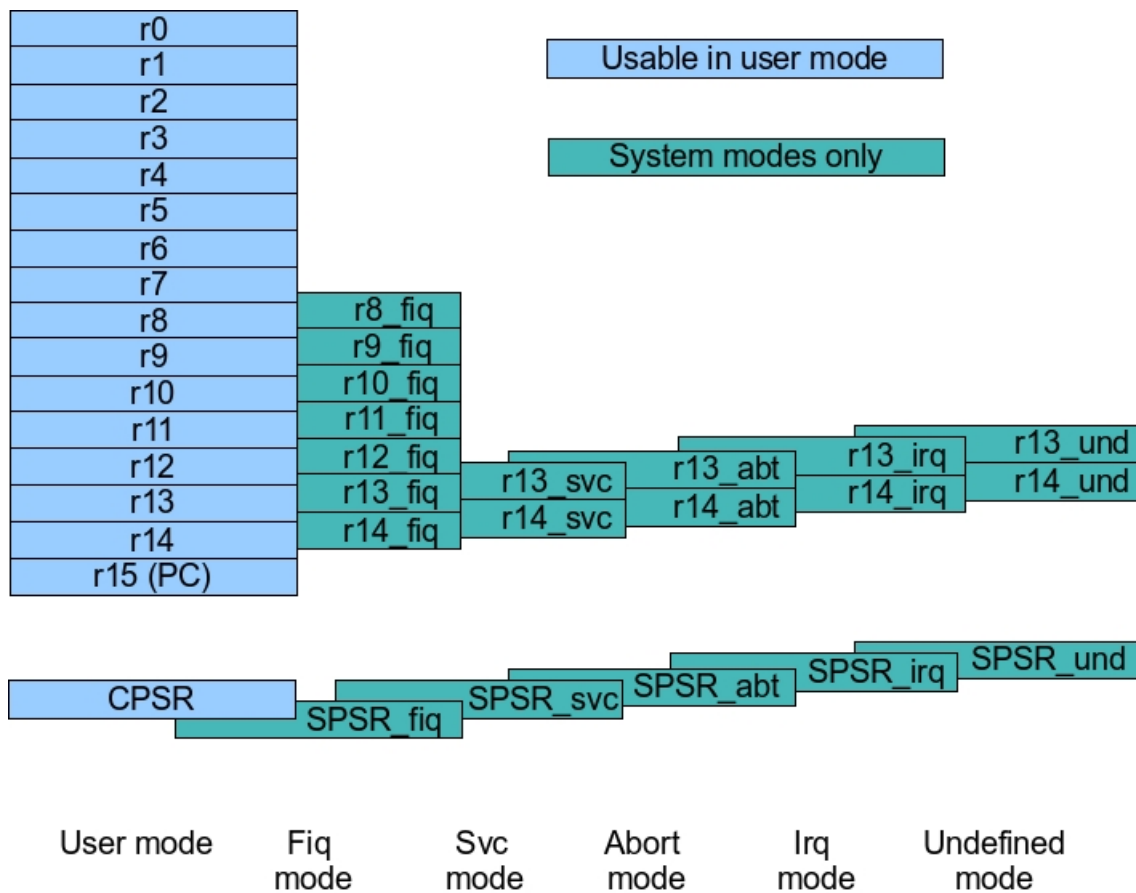 r0
r1
r2
r3
r4
r5
r6
r7
r8
r9
r10
r11
r12
r13
r14
r15 (PC)
Usable in user mode
System modes only
r8_fiq
r9_fiq
r10_fiq
r11_fiq
r12_fiq
r13_fiq
r14_fiq
r13_svc
r14_svc
r13_abt
r14_abt
r13_irq
r14_irq
r13_und
r14_und
CPSR
SPSR_fiq
SPSR_svc
SPSR_abt
SPSR_irq
SPSR_und
User mode
Fiq
mode
Svc
mode
Abort
mode
Irq
mode
Undefined
mode